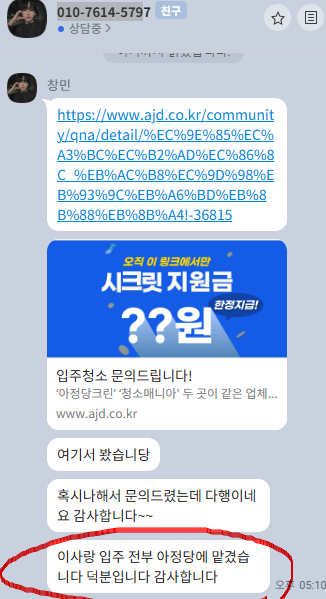 010-7614-5797 친구
상담중 >
창민
https://www.ajd.co.kr/communit
y/qna/detail/%EC%9E%85%EC%
A3%BC%EC%B2%AD%EC%86%8
C_%EB%AC%B8%EC%9D%98%E
B%93%9C%EB%A6%BD%EB%8
B%88%EB%8B%A4!-36815
오직 이 링크에서만
시크릿 지원금
한정지급!
??원
입주청소 문의드립니다!
'아정당크린' '청소매니아' 두 곳이 같은 업체...
www.ajd.co.kr
여기서 봤습니당
혹시나해서 문의드렸는데 다행이네
요 감사합니다~~
이사랑 입주 전부 아정당에 맡겼습
니다 덕분입니다 감사합니다
오후 05:10